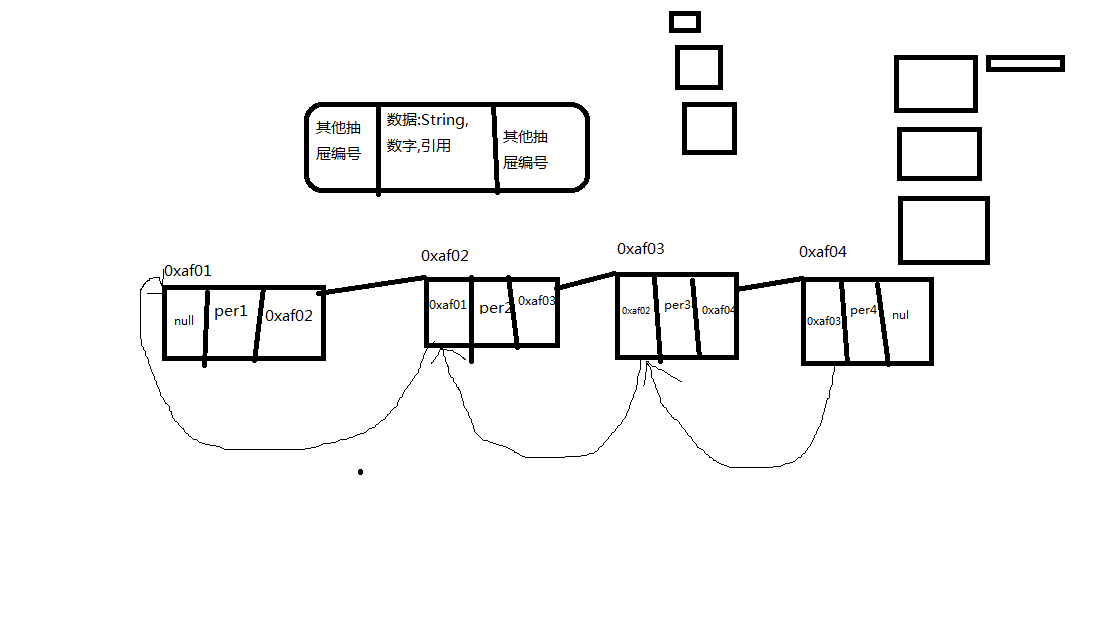 其他抽
屉编号
数据:String,
数字,引用
其他抽
屉编号
0xaf01
0xaf02
0xaf03
0xaf04
null
per1
0xaf02
0xaf01
per2
0xaf03
0xaf02
per3
0xaf04
0xaf03
per4
nul